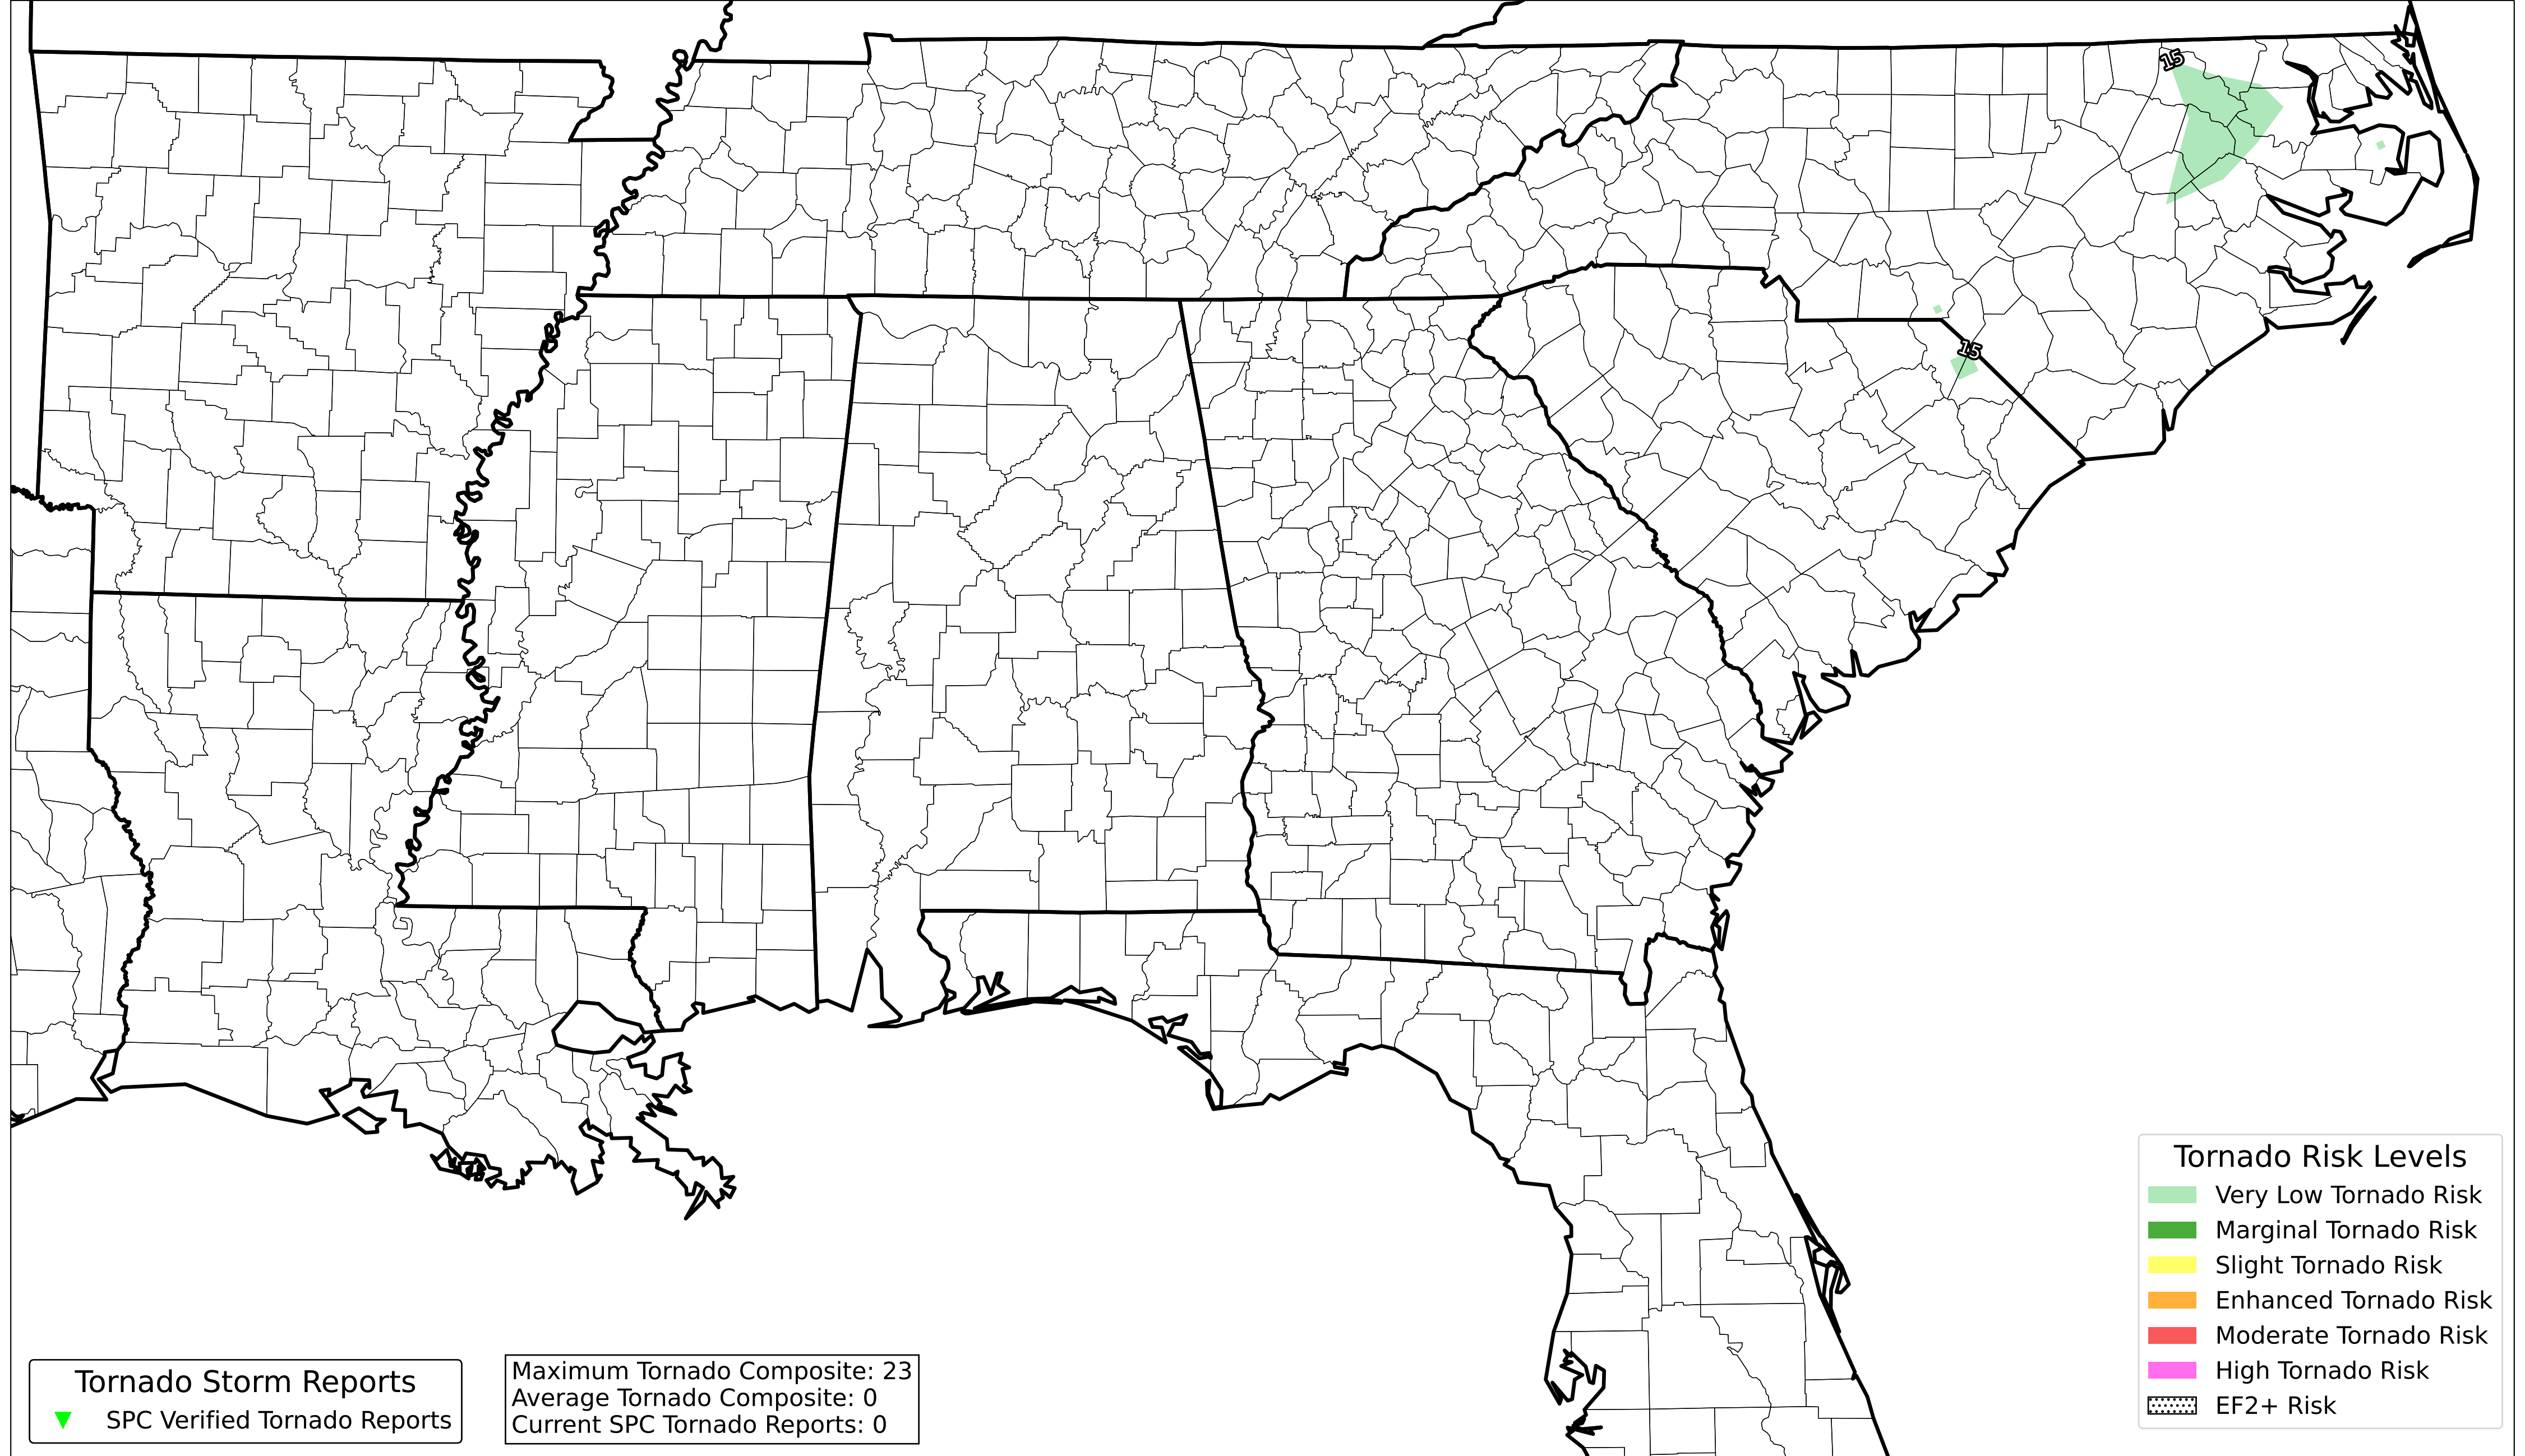 15
15
Tornado Risk Levels
Very Low Tornado Risk
Marginal Tornado Risk
Slight Tornado Risk
Enhanced Tornado Risk
Moderate Tornado Risk
High Tornado Risk
EF2+ Risk
Tornado Storm Reports
SPC Verified Tornado Reports
Maximum Tornado Composite: 23
Average Tornado Composite: 0
Current SPC Tornado Reports: 0